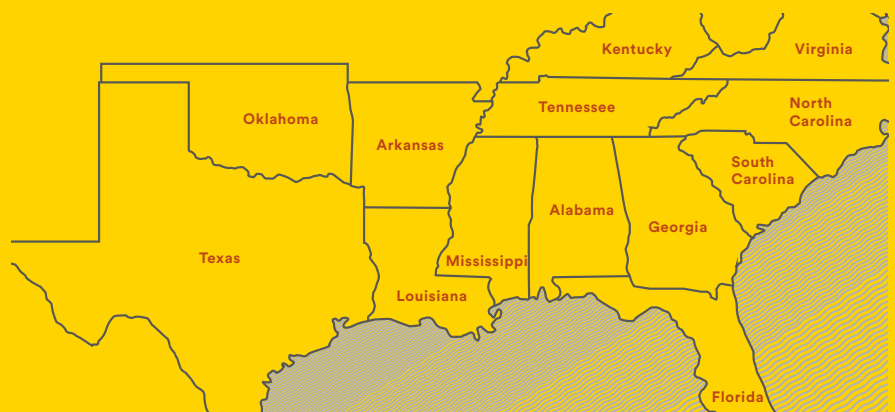 Kentucky
Virginia
Tennessee
North
Carolina
Oklahoma
Arkansas
South
Carolina
Alabama
Georgia
Texas
Mississippi
Louisiana
Florida